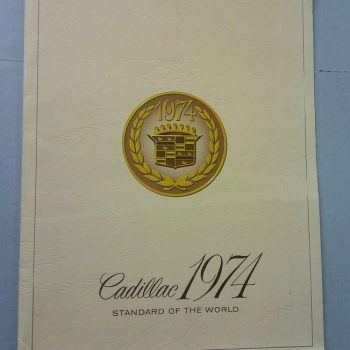 1974
Cadillac 1974
STANDARD OF THE WORLD